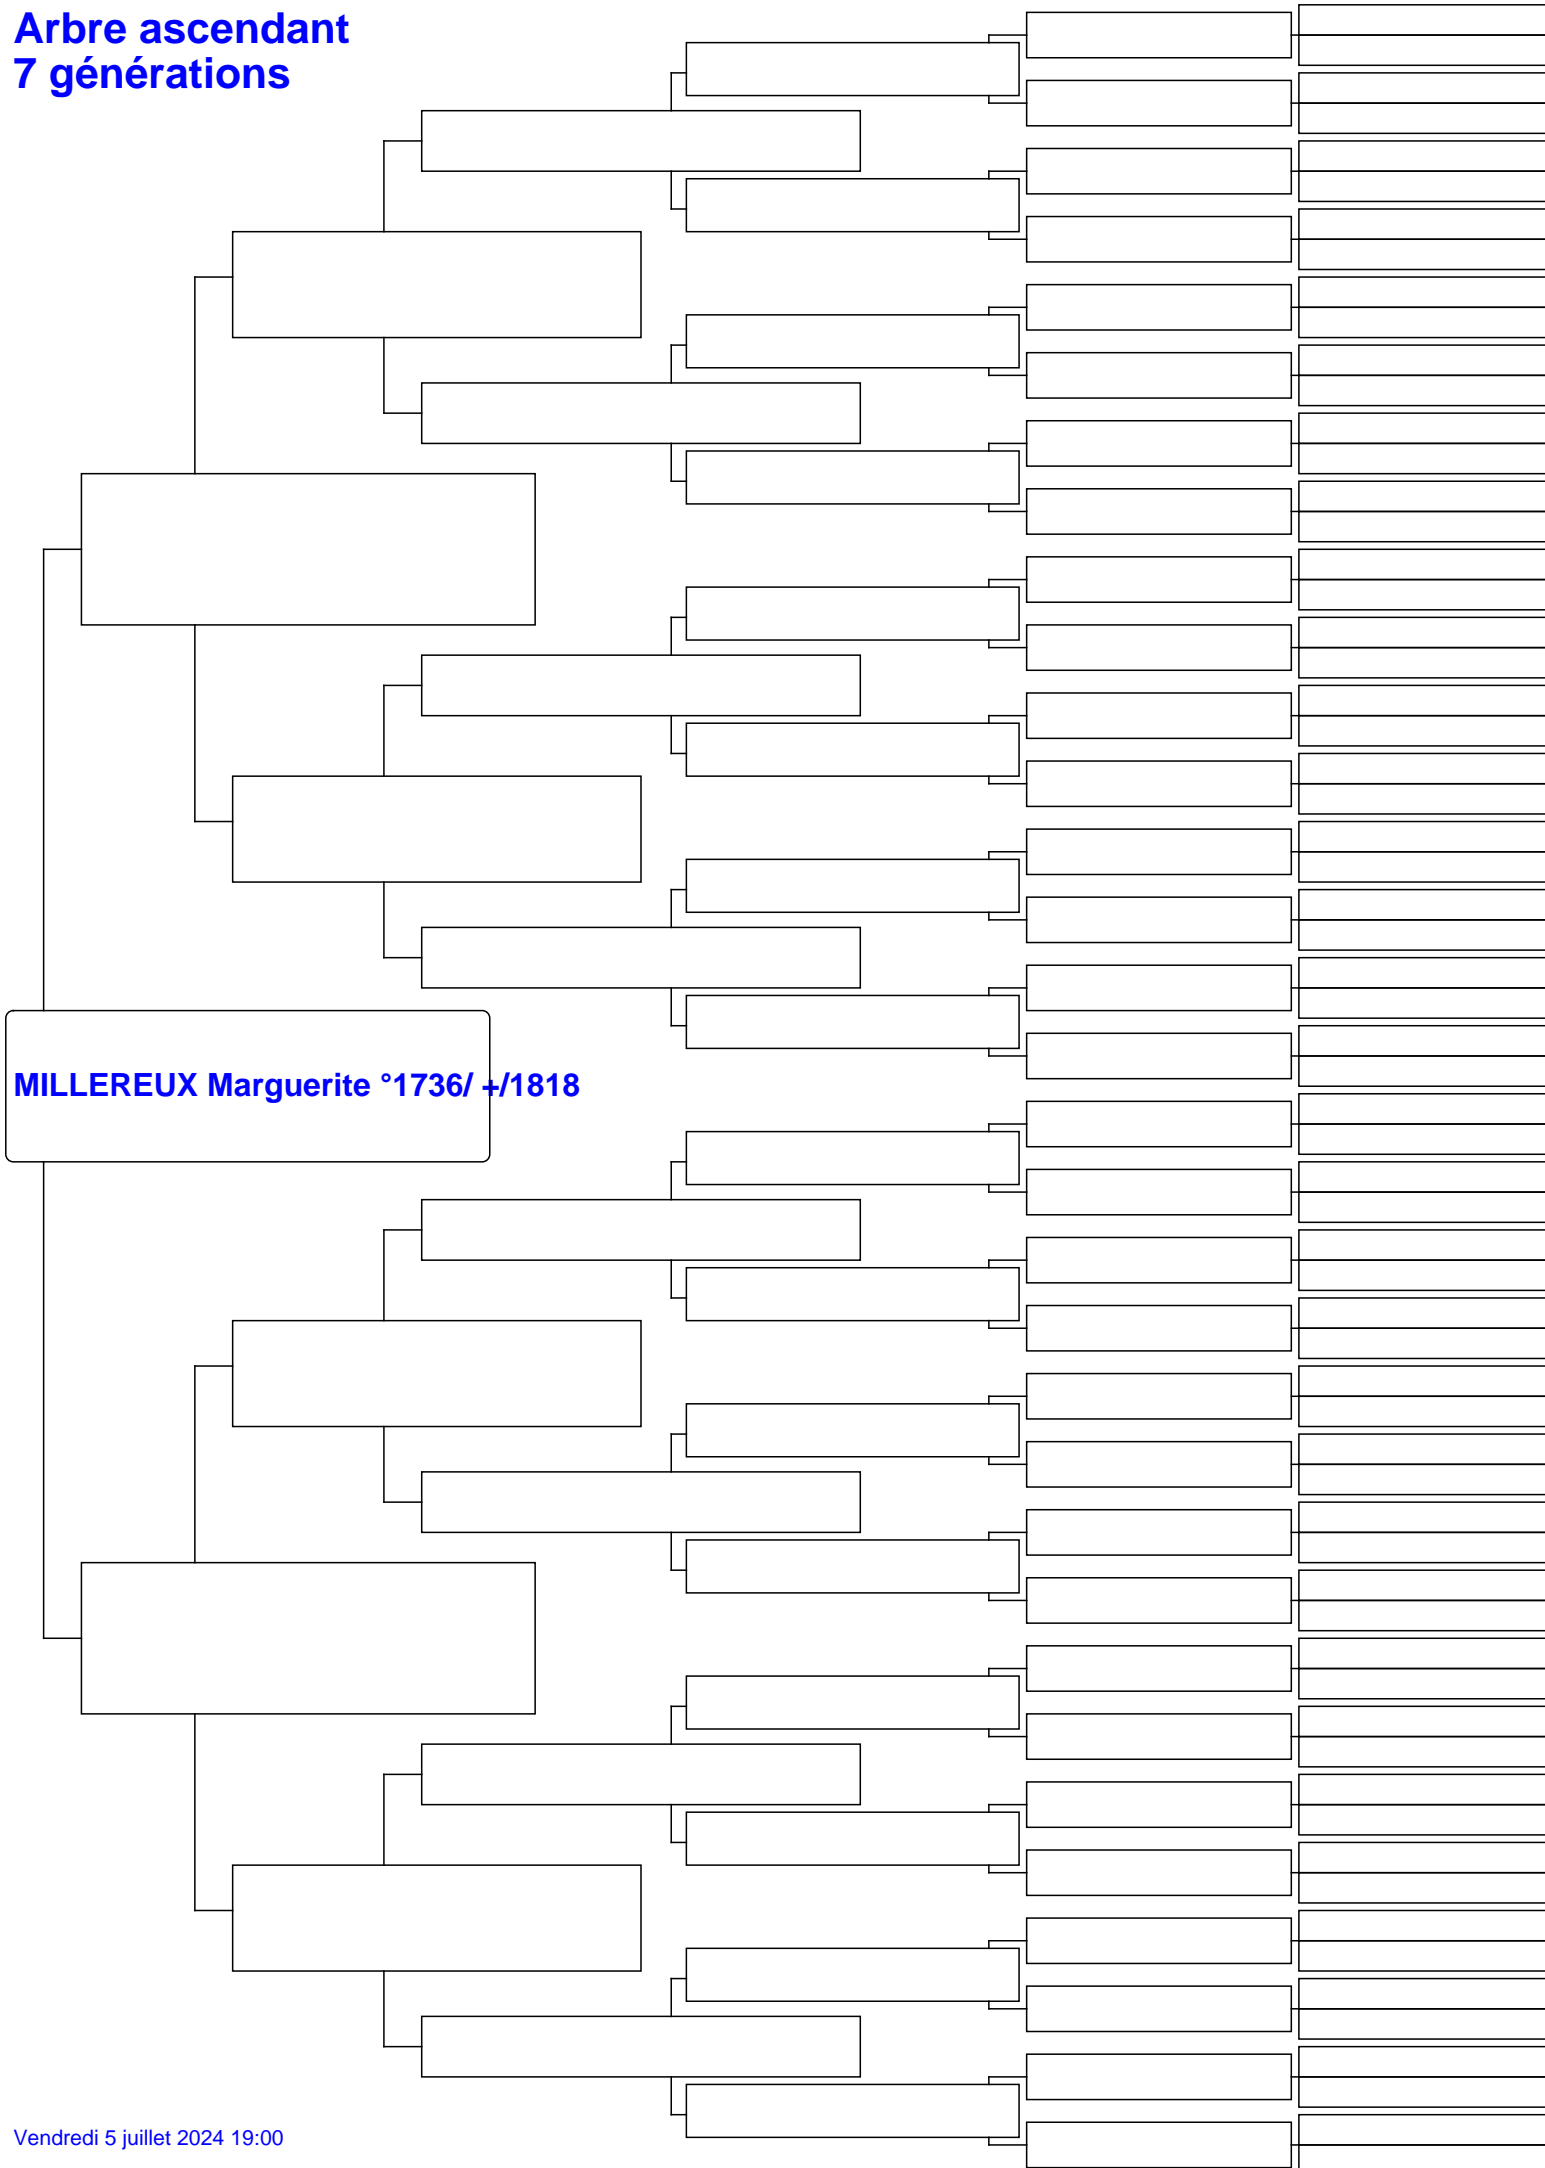 Arbre ascendant
7 générations
MILLEREUX Marguerite °1736/ +/1818
Vendredi 5 juillet 2024 19:00